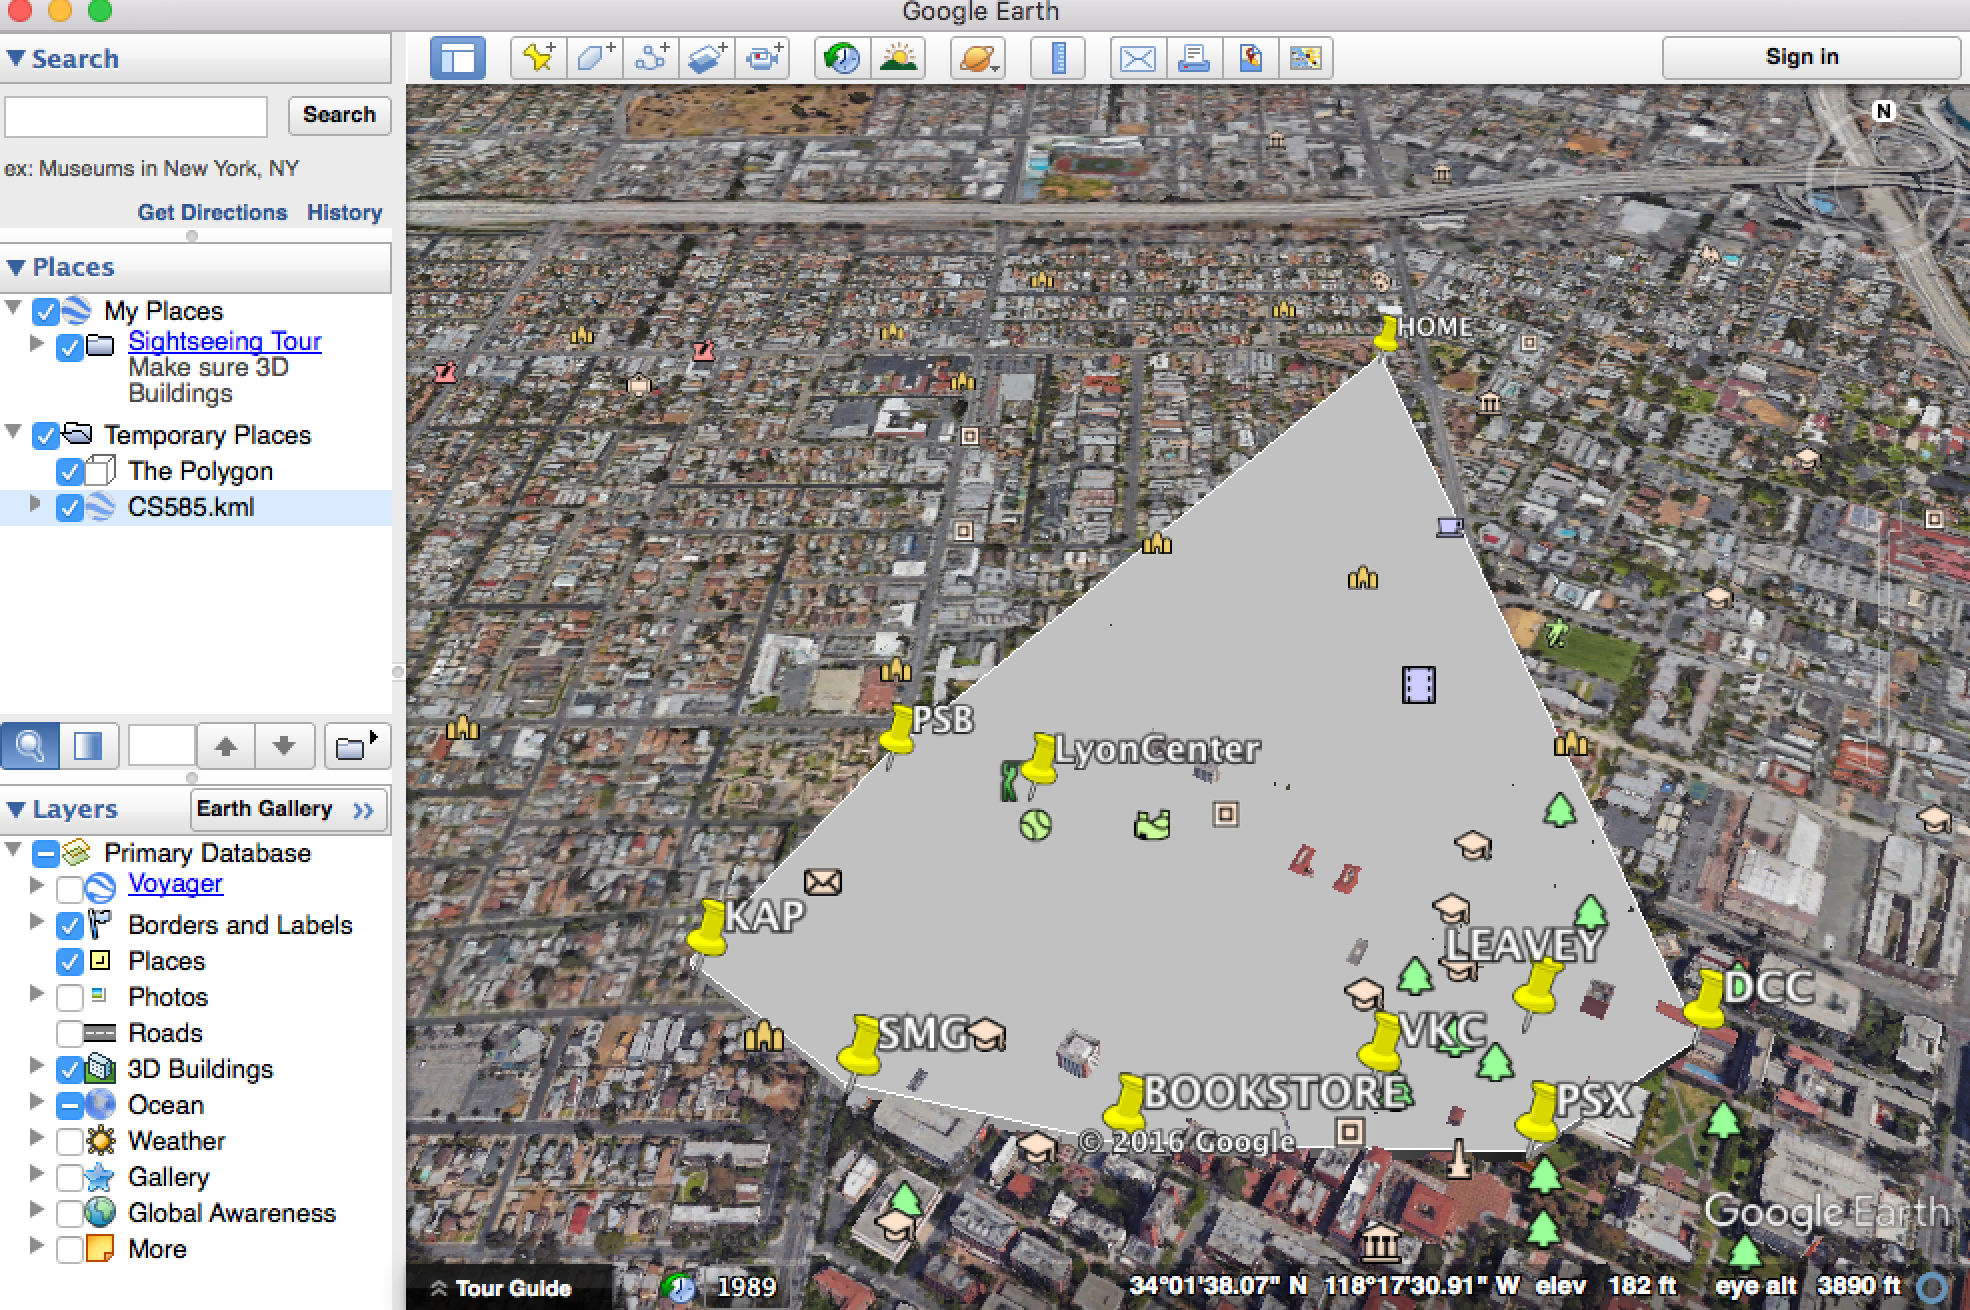 Google Earth
Search
Search
ex: Museums in New York, NY
Get Directions History
Places
My Places
Sightseeing Tour
Make sure 3D
Buildings
Temporary Places
The Polygon
CS585.kml
Layers
Earth Gallery >>
Primary Database
Voyager
Borders and Labels
Places
Photos
Roads
3D Buildings
Ocean
Weather
Gallery
Global Awareness
More
Sign in
N
HOME
PSB
LyonCenter
KAP
LEAVEY
DCC
SMG
VKC
BOOKSTORE
PSX
© 2016 Google
Google Earth
Tour Guide
1989
34°01'38.07" N 118°17'30.91" W elev 182 ft eye alt 3890 ft